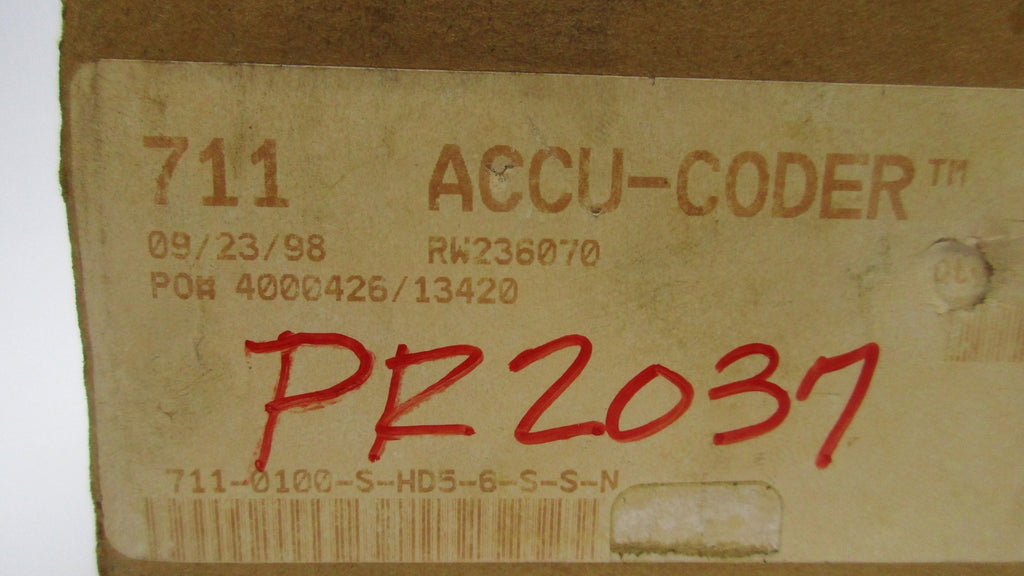 711 ACCU-CODER™
09/23/98 RW236070
PO# 4000426/13420
PR2037
711-0100-S-HD5-6-S-S-N